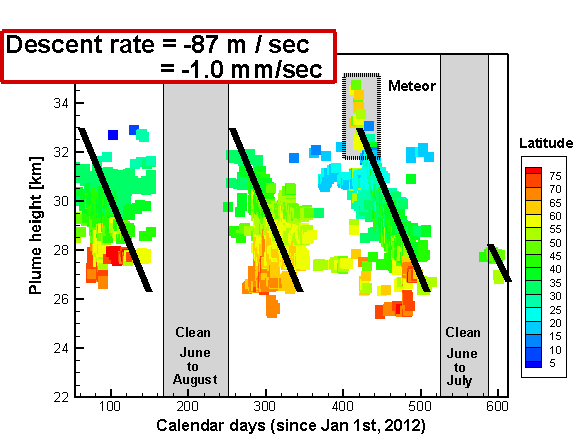 Descent rate = -87 m / sec
= -1.0 mm/sec
Meteor
Latitude
75
70
65
60
55
50
45
40
35
30
25
20
15
10
5
Plume height [km]
34
32
30
28
26
24
22
Clean
June
to
August
Clean
June
to
July
100
200
300
400
500
600
Calendar days (since Jan 1st, 2012)